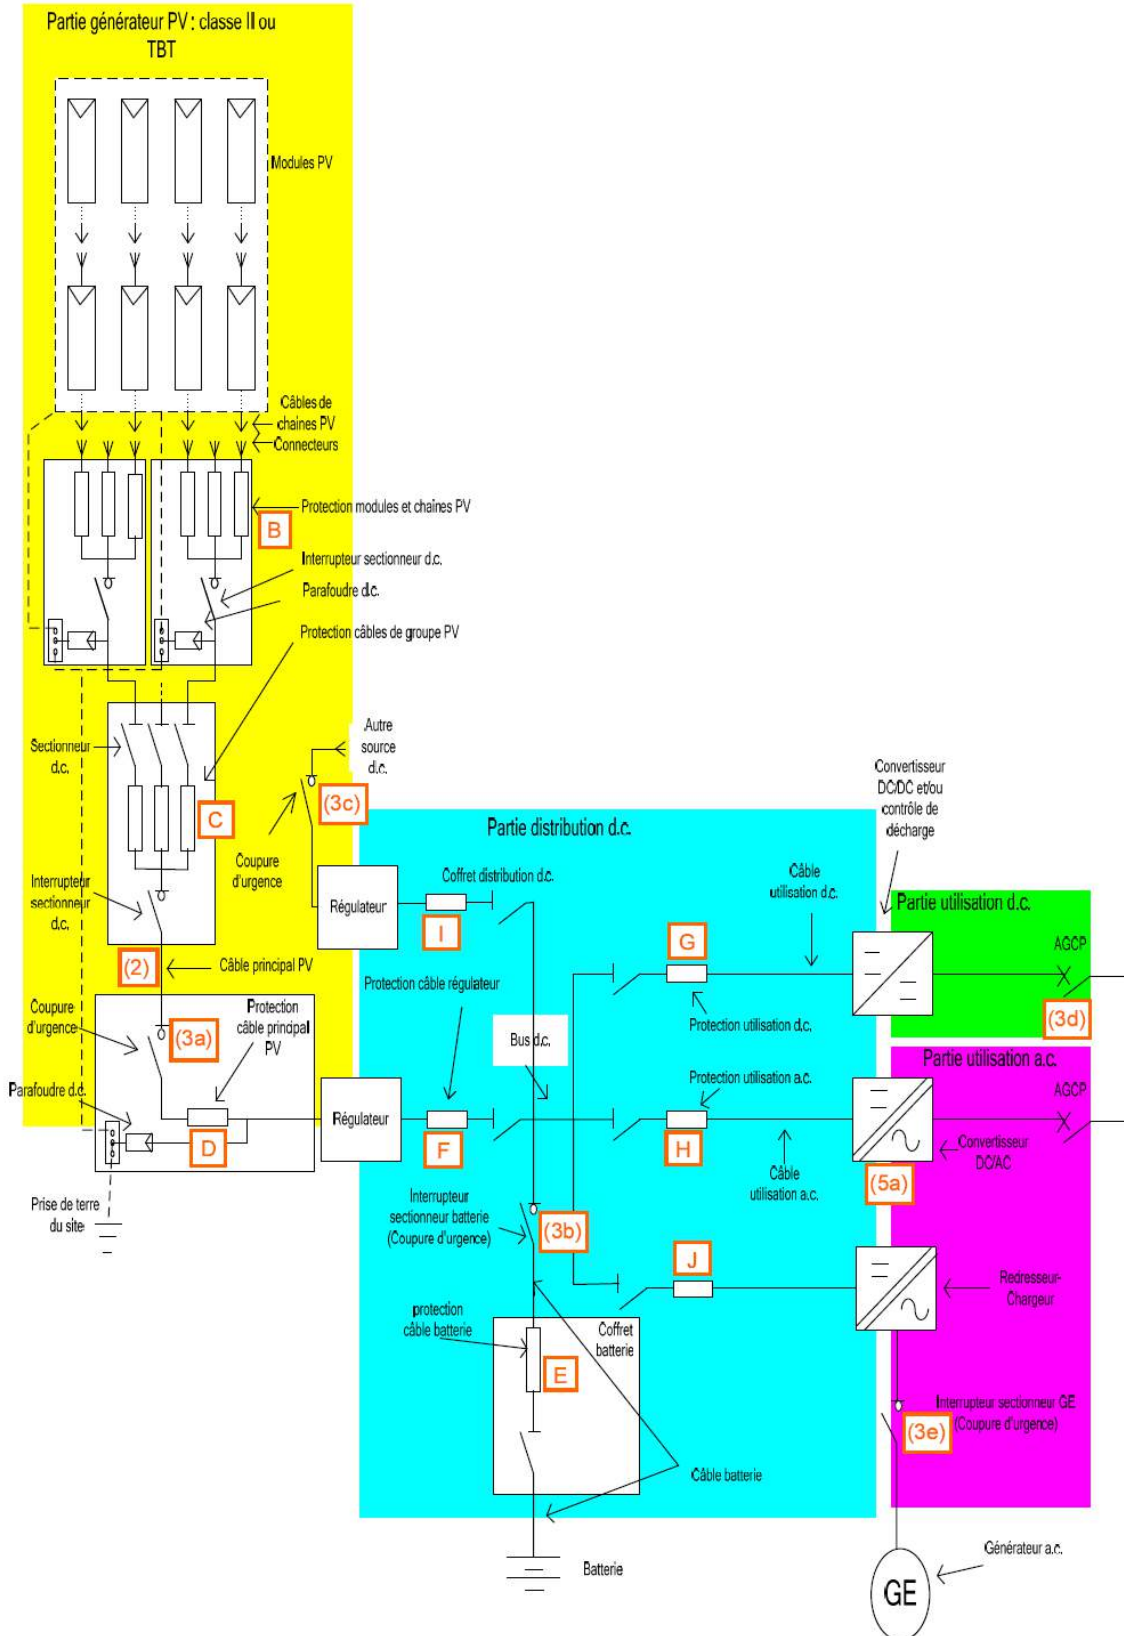 Partie générateur PV : classe II ou
TBT
Modules PV
Câbles de
chaines PV
Connecteurs
Protection modules et chaînes PV
B
Interrupteur sectionneur d.c.
Parafoudre d.c.
Protection câbles de groupe PV
Sectionneur
d.c.
C
Autre
source
d.c.
(3c)
Coupure
d'urgence
Interrupteur
sectionneur
d.c.
(2)
Câble principal PV
Coupure
d'urgence
(3a)
Protection
câble principal
PV
Parafoudre d.c.
D
Prise de terre
du site
Partie distribution d.c.
Régulateur
Coffret distribution d.c.
I
Câble
utilisation d.c.
Convertisseur
DC/DC et/ou
contrôle de
décharge
Partie utilisation d.c.
AGCP
(3d)
G
Protection câble régulateur
Protection utilisation d.c.
Bus d.c.
Partie utilisation a.c.
Protection utilisation a.c.
AGCP
Régulateur
F
H
Convertisseur
DC/AC
Câble
utilisation a.c.
(5a)
Interrupteur
sectionneur batterie
(Coupure d'urgence)
(3b)
J
Redresseur-
Chargeur
protection
câble batterie
Coffret
batterie
E
Interrupteur sectionneur GE
(Coupure d'urgence)
(3e)
Câble batterie
Batterie
Générateur a.c.
GE